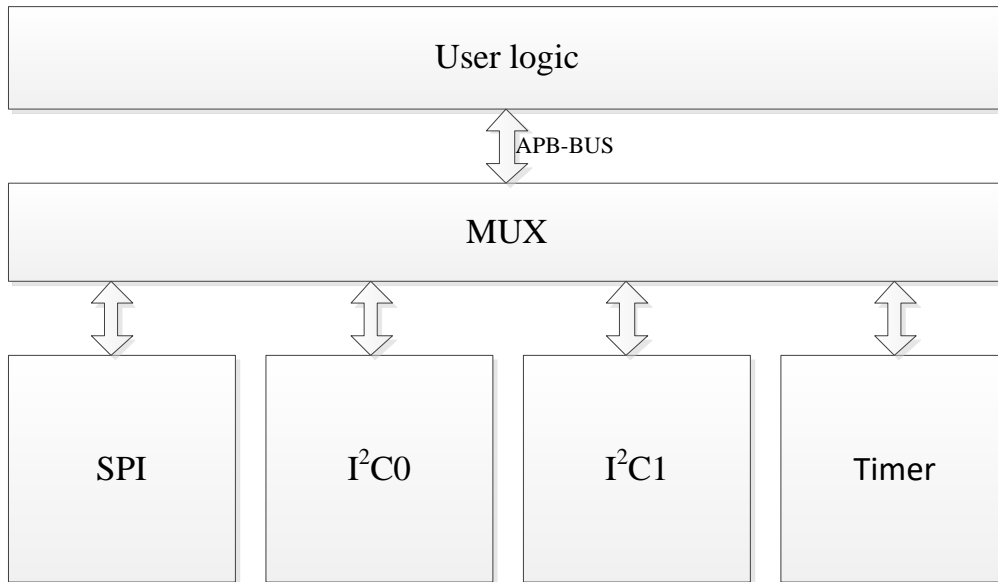 User logic
APB-BUS
MUX
SPI
I²C0
I²C1
Timer